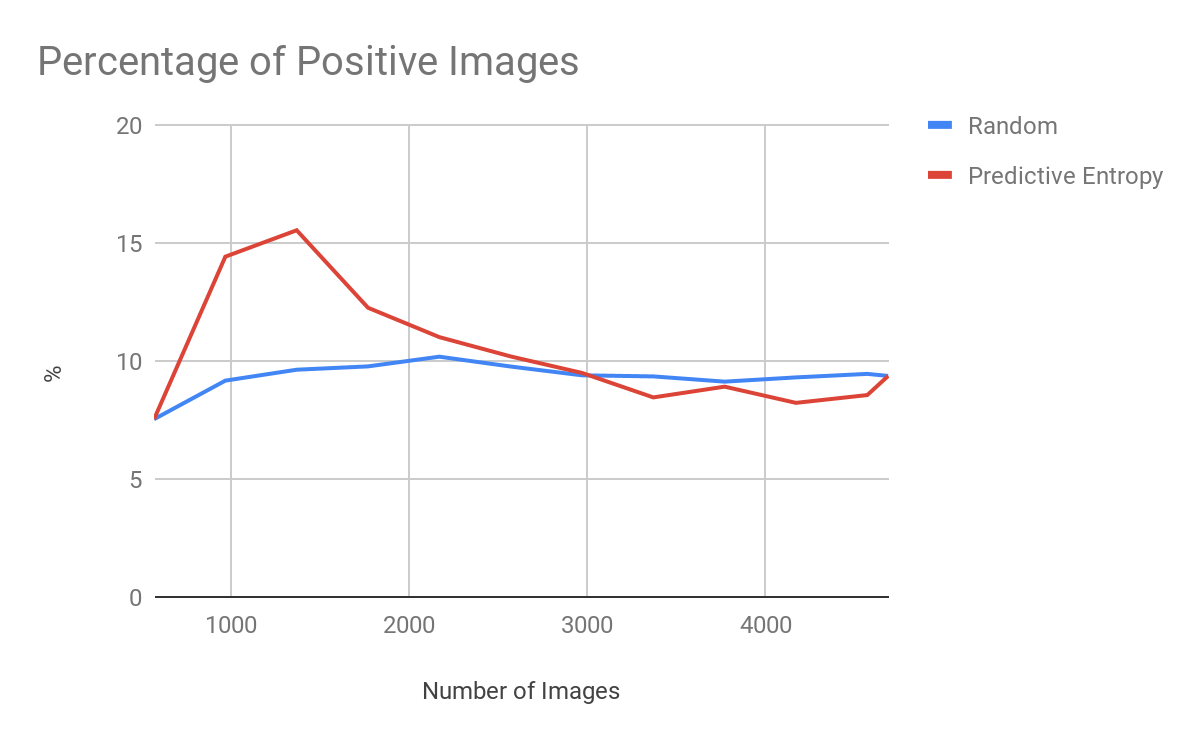 Percentage of Positive Images
20
15
10
5
0
%
1000
2000
3000
4000
Number of Images
Random
Predictive Entropy